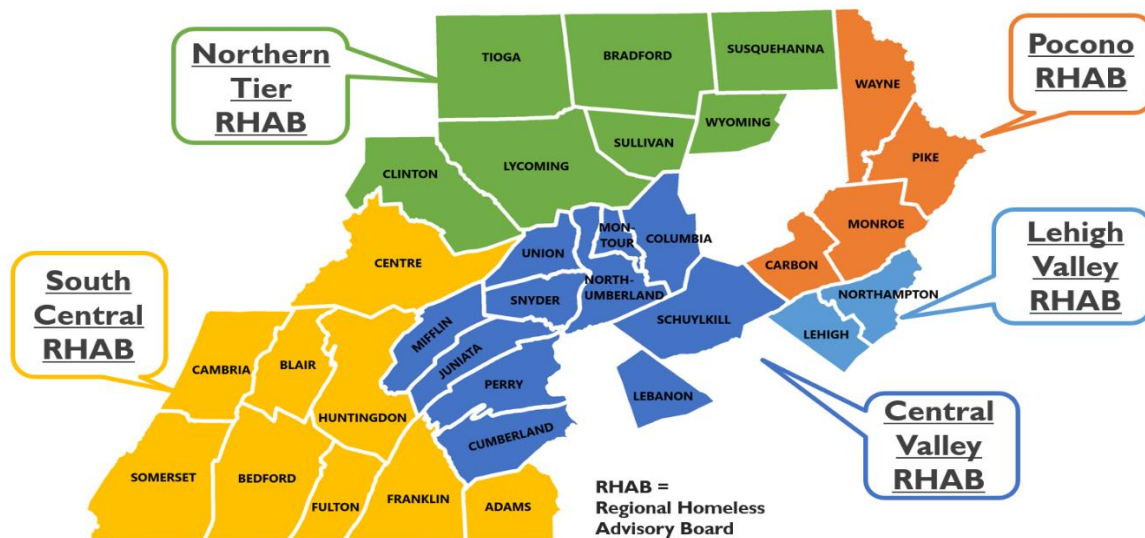 Northern
Tier
RHAB
TIOGA
BRADFORD
SUSQUEHANNA
WAYNE
Pocono
RHAB
WYOMING
SULLIVAN
LYCOMING
CLINTON
PIKE
MONROE
CARBON
Lehigh
Valley
RHAB
NORTHAMPTON
LEHIGH
South
Central
RHAB
CENTRE
UNION
MON-
TOUR
COLUMBIA
SNYDER
NORTH-
UMBERLAND
SCHUYLKILL
MIFFLIN
JUNIATA
PERRY
LEBANON
CUMBERLAND
CAMBRIA
BLAIR
HUNTINGDON
SOMERSET
BEDFORD
FULTON
FRANKLIN
ADAMS
Central
Valley
RHAB
RHAB =
Regional Homeless
Advisory Board